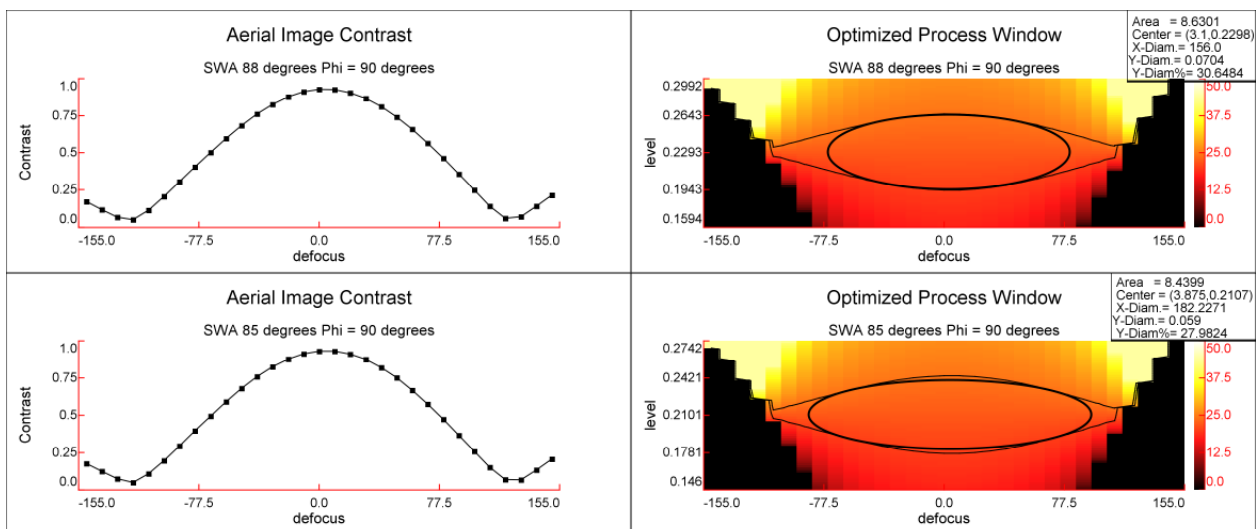 Aerial Image Contrast
SWA 88 degrees Phi = 90 degrees
Contrast
1.0
0.75
0.5
0.25
0.0
-155.0 -77.5 0.0 77.5 155.0
defocus
Optimized Process Window
SWA 88 degrees Phi = 90 degrees
Area = 8.6301
Center = (3.1,0.2298)
X-Diam.= 156.0
Y-Diam.= 0.0704
Y-Diam%= 30.6484
level
0.2992
0.2643
0.2293
0.1943
0.1594
-155.0 -77.5 0.0 77.5 155.0
defocus
50.0
37.5
25.0
12.5
0.0
Aerial Image Contrast
SWA 85 degrees Phi = 90 degrees
Contrast
1.0
0.75
0.5
0.25
0.0
-155.0 -77.5 0.0 77.5 155.0
defocus
Optimized Process Window
SWA 85 degrees Phi = 90 degrees
Area = 8.4399
Center = (3.875,0.2107)
X-Diam.= 182.2271
Y-Diam.= 0.059
Y-Diam%= 27.9824
level
0.2742
0.2421
0.2101
0.1781
0.146
-155.0 -77.5 0.0 77.5 155.0
defocus
50.0
37.5
25.0
12.5
0.0